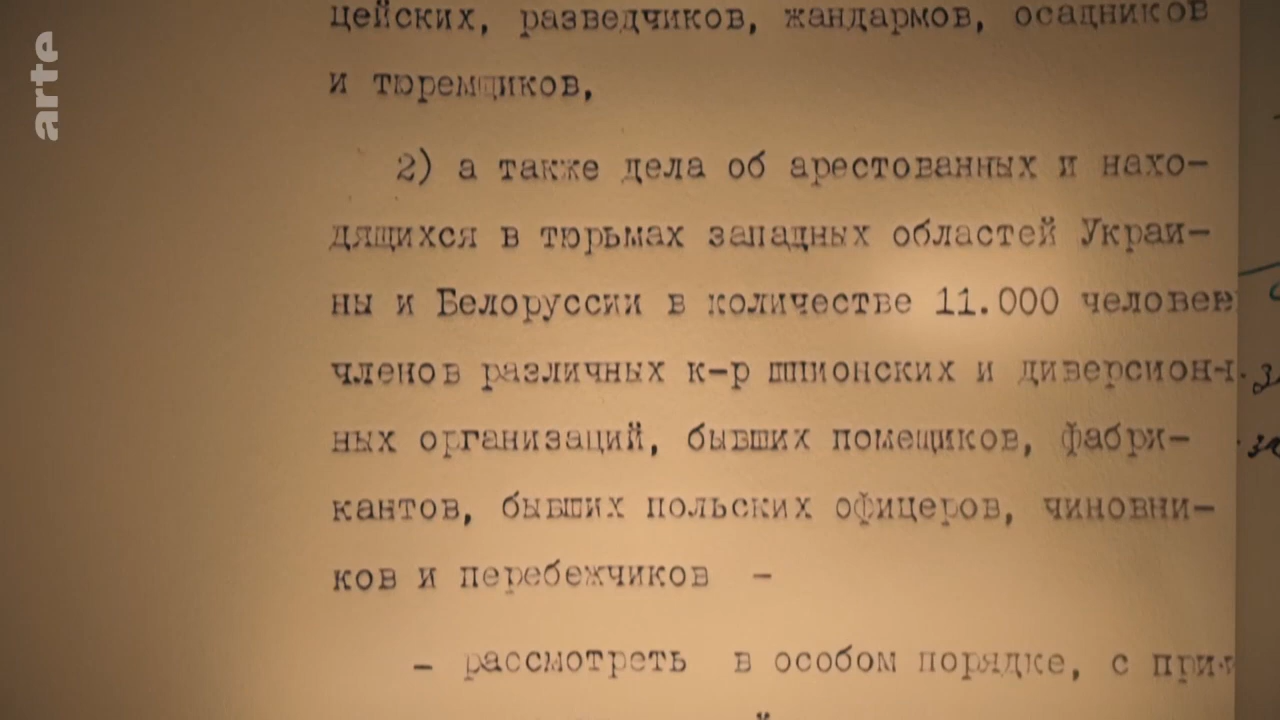 arte
цейских, разведчиков, жандармов, осадников
и тюремщиков,
2) а также дела об арестованных и нахо-
дящихся в тюрьмах западных областей Украи-
ны и Белоруссии в количестве 11.000 человек
членов различных к-р шпионских и диверсион-
ных организаций, бывших помещиков, фабри-
кантов, бывших польских офицеров, чиновни-
ков и перебежчиков -
- рассмотреть в особом порядке, с